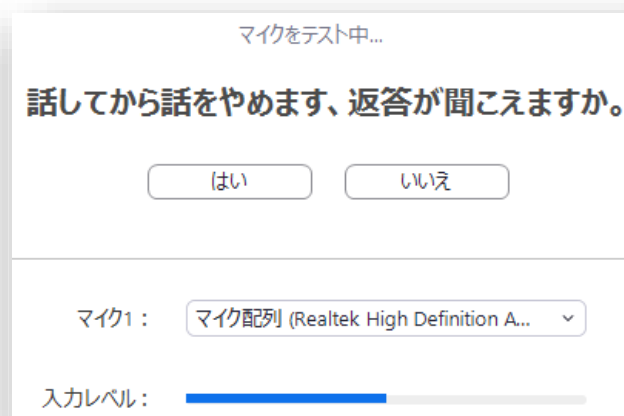 マイクをテスト中...
話してから話をやめます、返答が聞こえますか。
はい いいえ
マイク1： マイク配列 (Realtek High Definition A...
入力レベル：